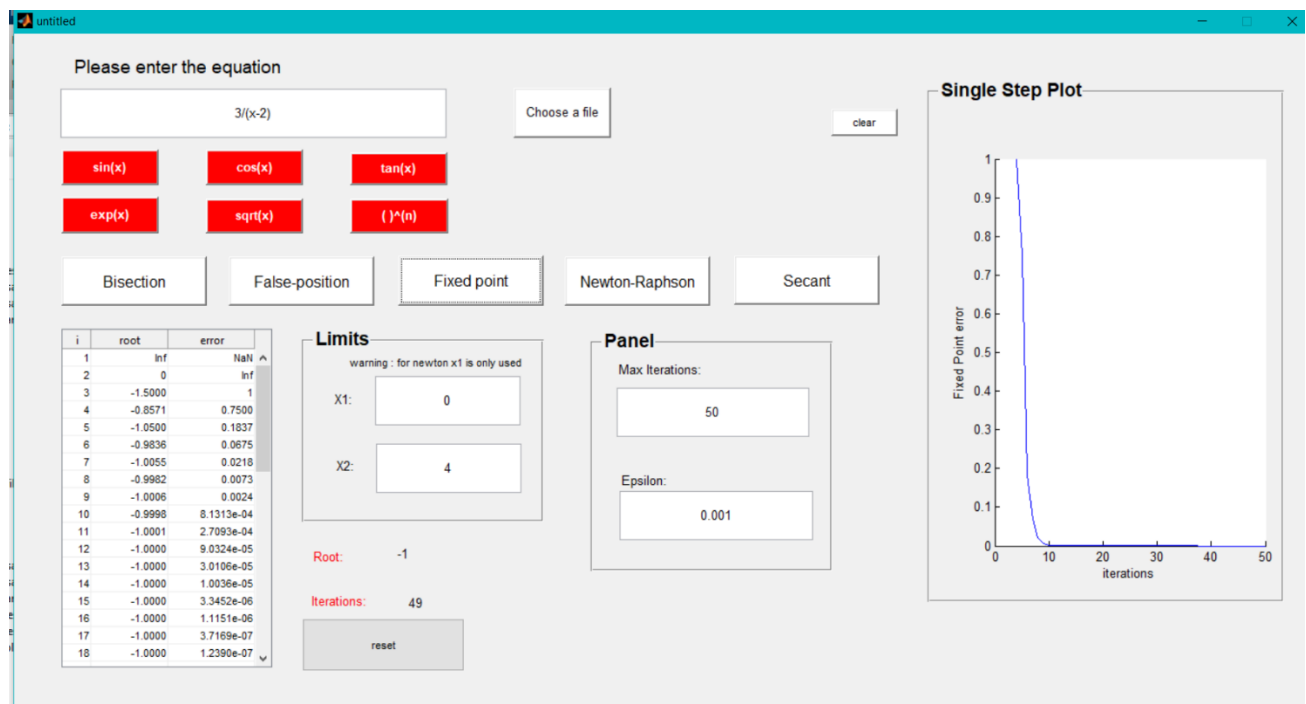 untitled
Please enter the equation
3/(x-2)
Choose a file
clear
sin(x) cos(x) tan(x)
exp(x) sqrt(x) ( )^(n)
Bisection False-position Fixed point Newton-Raphson Secant
i root error
1 Inf NaN
2 0 Inf
3 -1.5000 1
4 -0.8571 0.7500
5 -1.0500 0.1837
6 -0.9836 0.0675
7 -1.0055 0.0218
8 -0.9982 0.0073
9 -1.0006 0.0024
10 -0.9998 8.1313e-04
11 -1.0001 2.7093e-04
12 -1.0000 9.0324e-05
13 -1.0000 3.0106e-05
14 -1.0000 1.0036e-05
15 -1.0000 3.3452e-06
16 -1.0000 1.1151e-06
17 -1.0000 3.7169e-07
18 -1.0000 1.2390e-07
Limits
warning : for newton x1 is only used
X1: 0
X2: 4
Root: -1
Iterations: 49
reset
Panel
Max Iterations:
50
Epsilon:
0.001
Single Step Plot
1
0.9
0.8
0.7
0.6
0.5
0.4
0.3
0.2
0.1
0
Fixed Point error
0 10 20 30 40 50
iterations